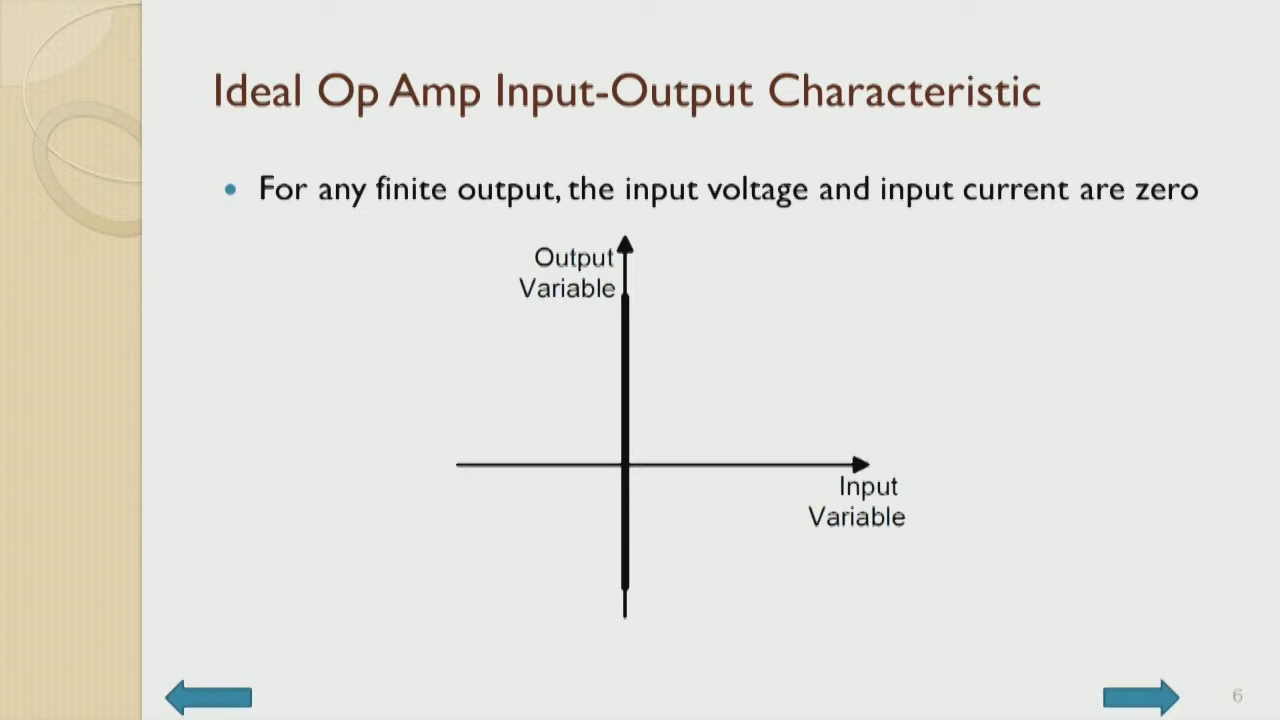 Ideal Op Amp Input-Output Characteristic
• For any finite output, the input voltage and input current are zero
Output
Variable
Input
Variable
6